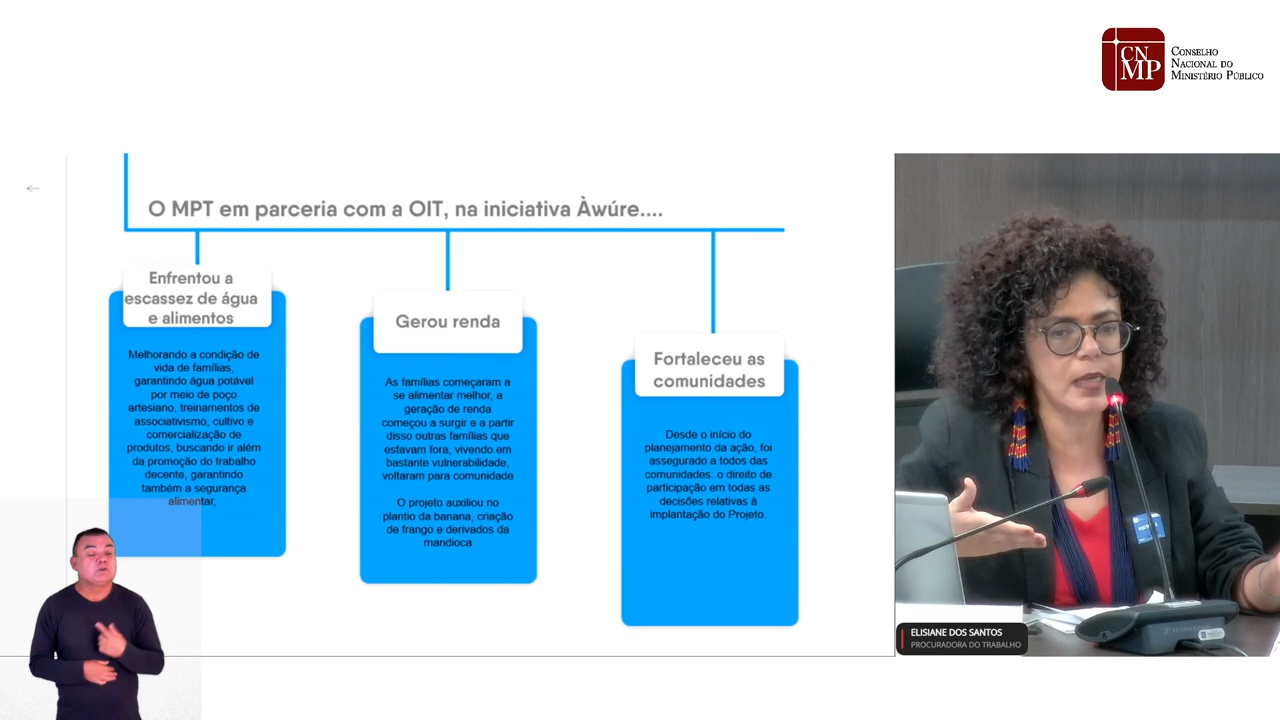 CN
MP
CONSELHO
NACIONAL DO
MINISTÉRIO PÚBLICO
O MPT em parceria com a OIT, na iniciativa Àwúre....
Enfrentou a
escassez de água
e alimentos
Melhorando a condição de
vida de famílias,
garantindo água potável
por meio de poço
artesiano, treinamentos de
associativismo, cultivo e
comercialização de
produtos, buscando ir além
da promoção do trabalho
decente, garantindo
também a segurança
alimentar,
Gerou renda
As famílias começaram a
se alimentar melhor, a
geração de renda
começou a surgir e a partir
disso outras famílias que
estavam fora, vivendo em
bastante vulnerabilidade,
voltaram para comunidade
O projeto auxiliou no
plantio da banana, criação
de frango e derivados da
mandioca
Fortaleceu as
comunidades
Desde o início do
planejamento da ação, foi
assegurado a todos das
comunidades: o direito de
participação em todas as
decisões relativas à
implantação do Projeto.
ELISIANE DOS SANTOS
PROCURADORA DO TRABALHO